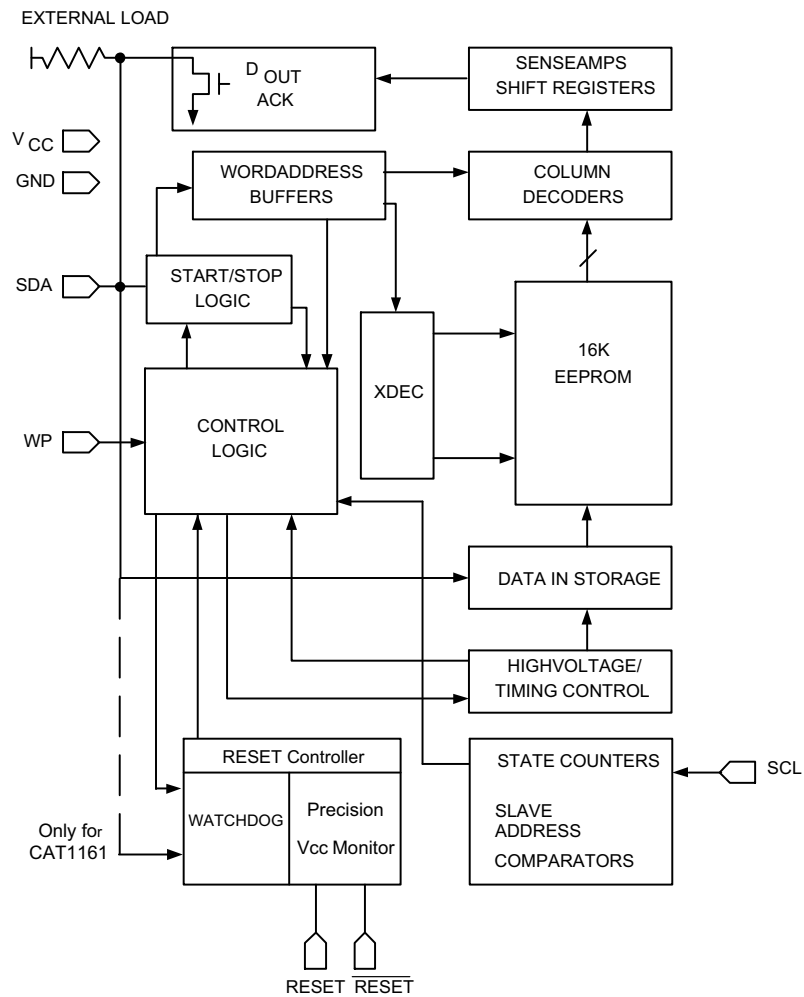 EXTERNAL LOAD
D OUT
ACK
SENSEAMPS
SHIFT REGISTERS
VCC
GND
WORDADDRESS
BUFFERS
COLUMN
DECODERS
SDA
START/STOP
LOGIC
XDEC
16K
EEPROM
WP
CONTROL
LOGIC
DATA IN STORAGE
HIGHVOLTAGE/
TIMING CONTROL
RESET Controller
WATCHDOG
Precision
Vcc Monitor
STATE COUNTERS
SLAVE
ADDRESS
COMPARATORS
SCL
Only for
CAT1161
RESET RESET